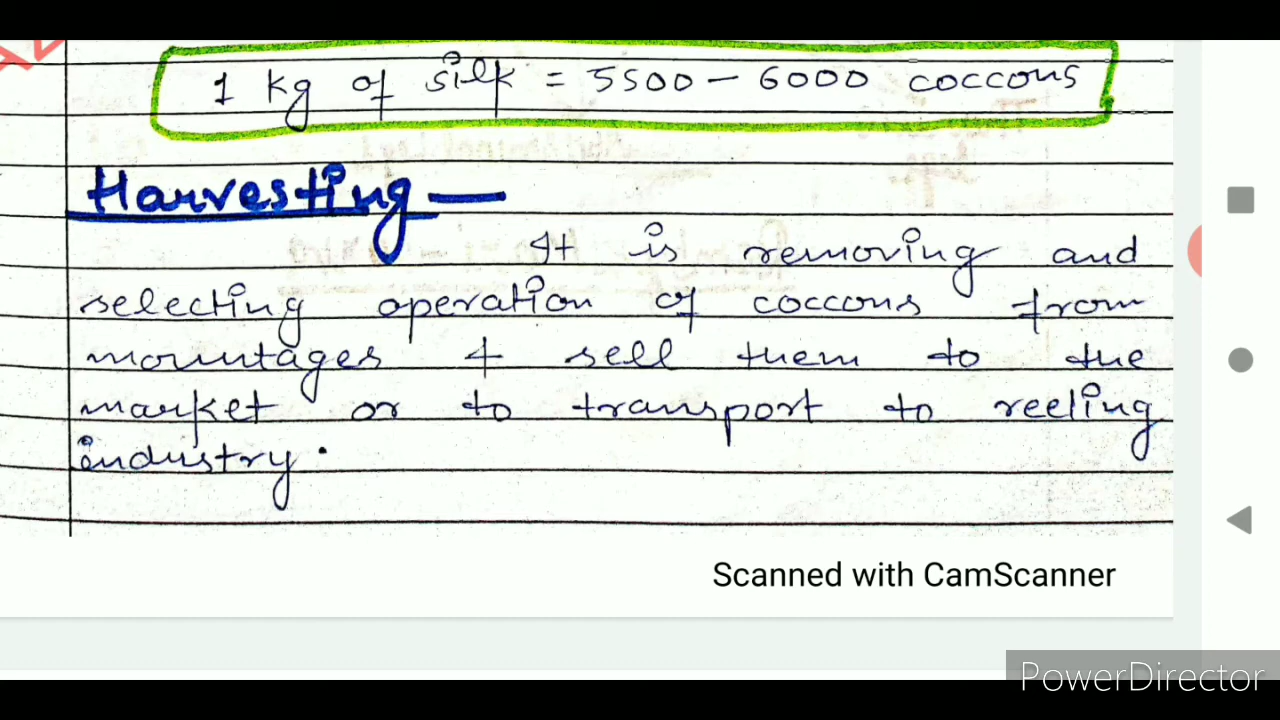 1 kg of silk = 5500 - 6000 coccons
Harvesting —
It is removing and
selecting operation of coccons from
mountages & sell them to the
market or to transport to reeling
industry.
Scanned with CamScanner
PowerDirector